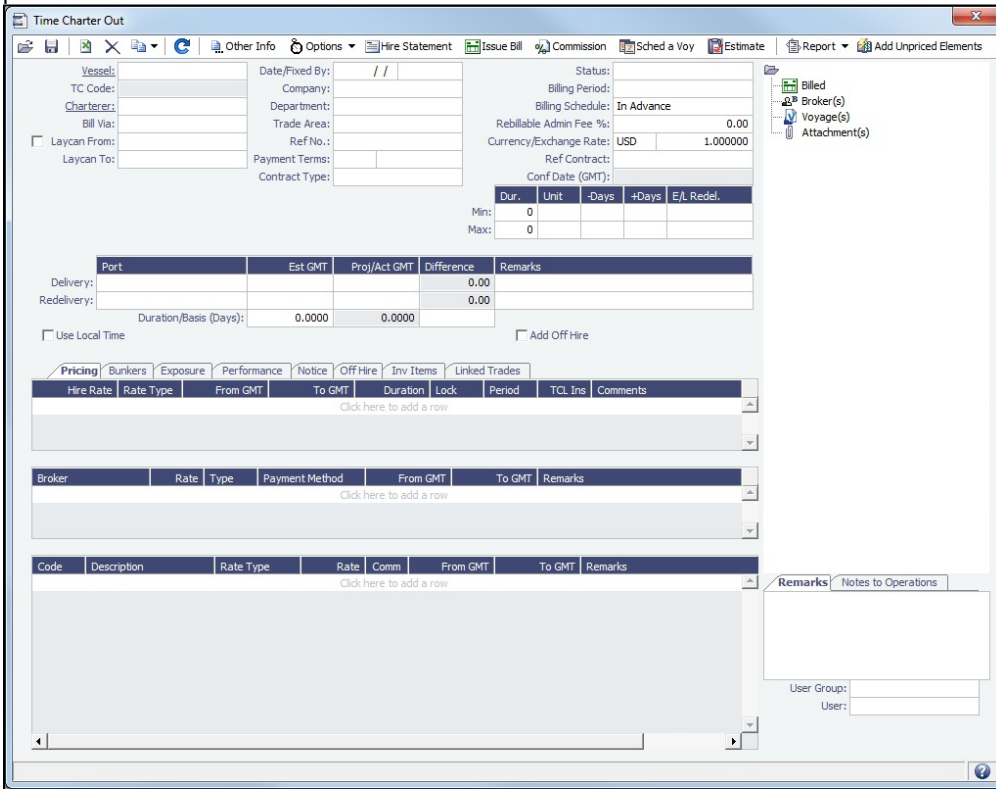 Time Charter Out
Other Info Options Hire Statement Issue Bill Commission Sched a Voy Estimate Report Add Unpriced Elements
Vessel: Date/Fixed By: / / Status:
TC Code: Company: Billing Period:
Charterer: Department: Billing Schedule: In Advance
Bill Via: Trade Area: Rebillable Admin Fee %: 0.00
Laycan From: Ref No.: Currency/Exchange Rate: USD 1.000000
Laycan To: Payment Terms: Ref Contract:
Contract Type: Conf Date (GMT):
Dur. Unit -Days +Days E/L Redel.
Min: 0
Max: 0
Port Est GMT Proj/Act GMT Difference Remarks
Delivery: 0.00
Redelivery: 0.00
Duration/Basis (Days): 0.0000 0.0000
Use Local Time Add Off Hire
Pricing Bunkers Exposure Performance Notice Off Hire Inv Items Linked Trades
Hire Rate Rate Type From GMT To GMT Duration Lock Period TCL Ins Comments
Click here to add a row
Broker Rate Type Payment Method From GMT To GMT Remarks
Click here to add a row
Code Description Rate Type Rate Comm From GMT To GMT Remarks
Click here to add a row
Billed
Broker(s)
Voyage(s)
Attachment(s)
Remarks Notes to Operations
User Group:
User: